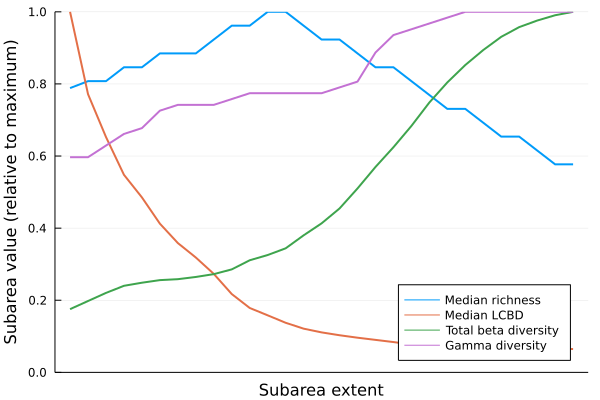 Subarea value (relative to maximum)
1.0
0.8
0.6
0.4
0.2
0.0
Median richness
Median LCBD
Total beta diversity
Gamma diversity
Subarea extent